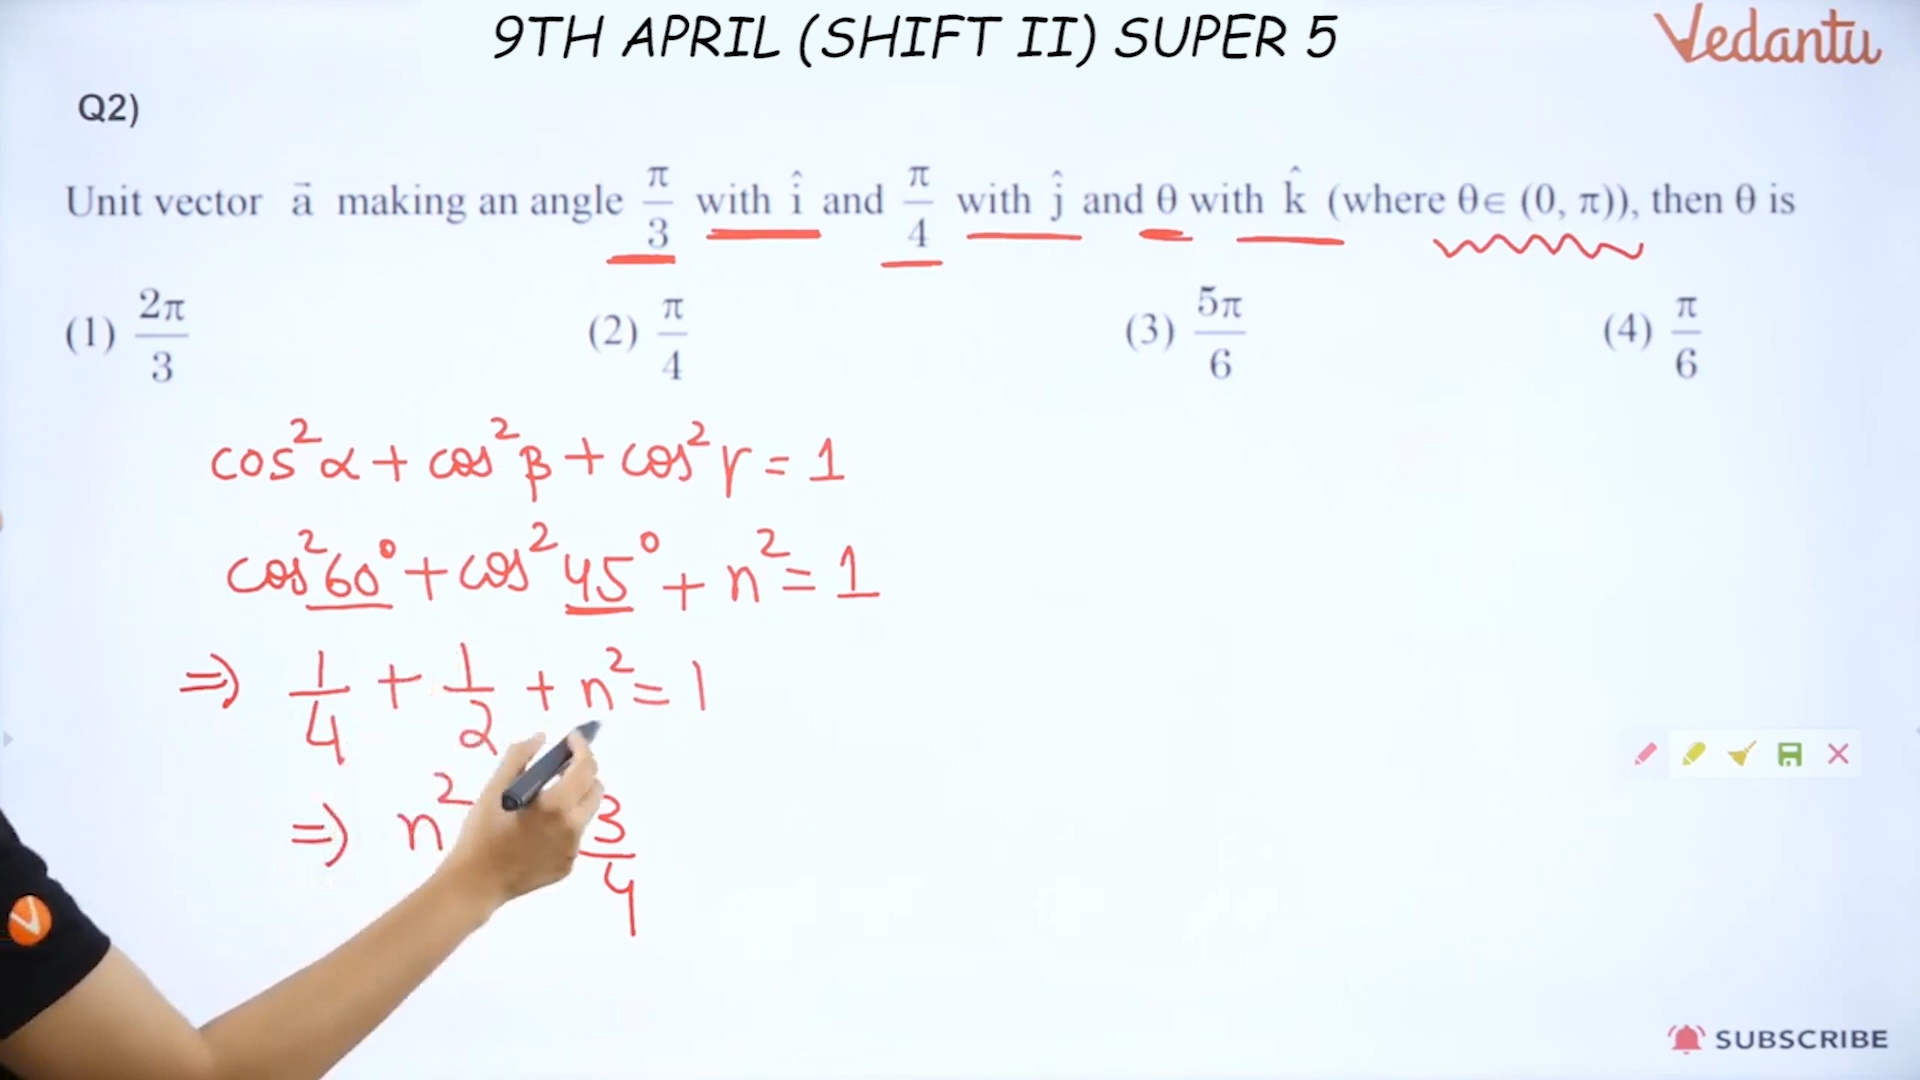 9TH APRIL (SHIFT II) SUPER 5
Vedantu
Q2)
Unit vector a⃗ making an angle π/3 with î and π/4 with ĵ and θ with k̂ (where θ∈ (0, π)), then θ is
(1) 2π/3 (2) π/4 (3) 5π/6 (4) π/6
cos²α + cos²β + cos²γ = 1
cos²60° + cos²45° + n² = 1
⇒ 1/4 + 1/2 + n² = 1
⇒ n² 3/4
V
SUBSCRIBE